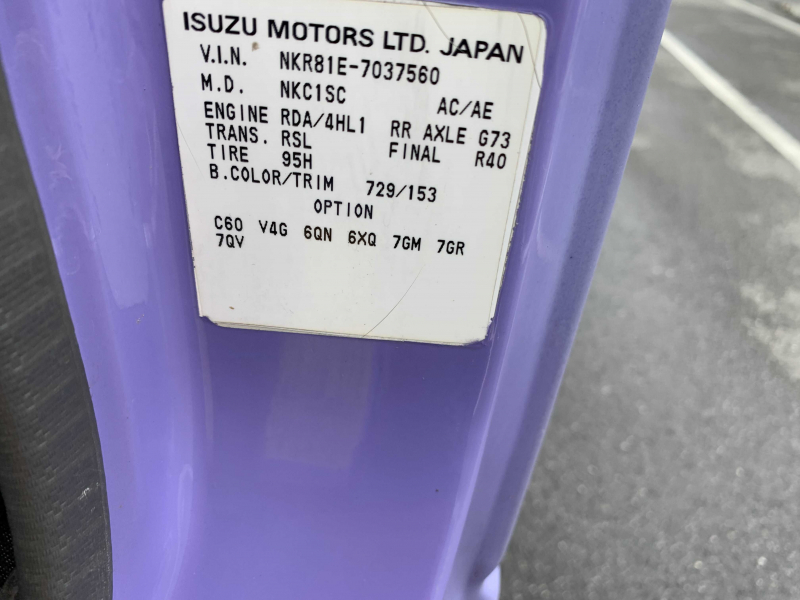 ISUZU MOTORS LTD. JAPAN
V.I.N. NKR81E-7037560
M.D. NKC1SC AC/AE
ENGINE RDA/4HL1 RR AXLE G73
TRANS. RSL FINAL R40
TIRE 95H
B.COLOR/TRIM 729/153
OPTION
C60 V4G 6QN 6XQ 7GM 7GR
7QV